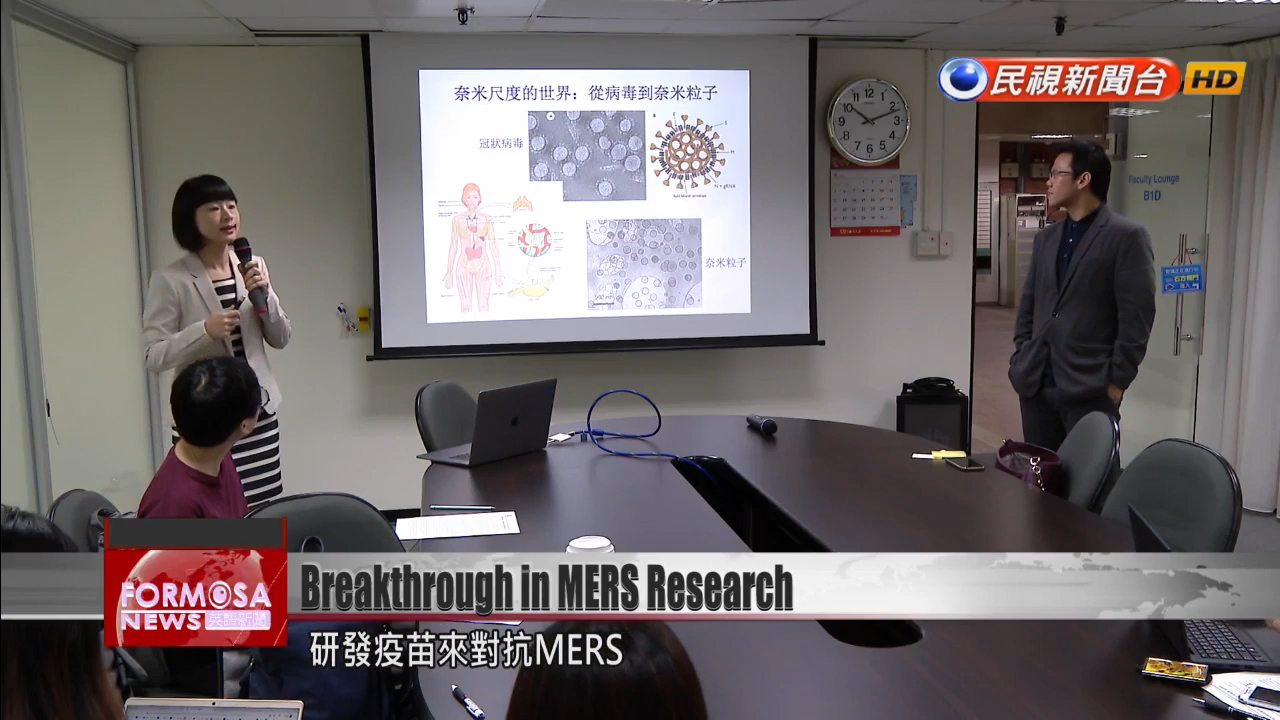 民視新聞台 HD
奈米尺度的世界：從病毒到奈米粒子
冠狀病毒
奈米粒子
Faculty Lounge
B1D
FORMOSA
NEWS 英語新聞
Breakthrough in MERS Research
研發疫苗來對抗MERS